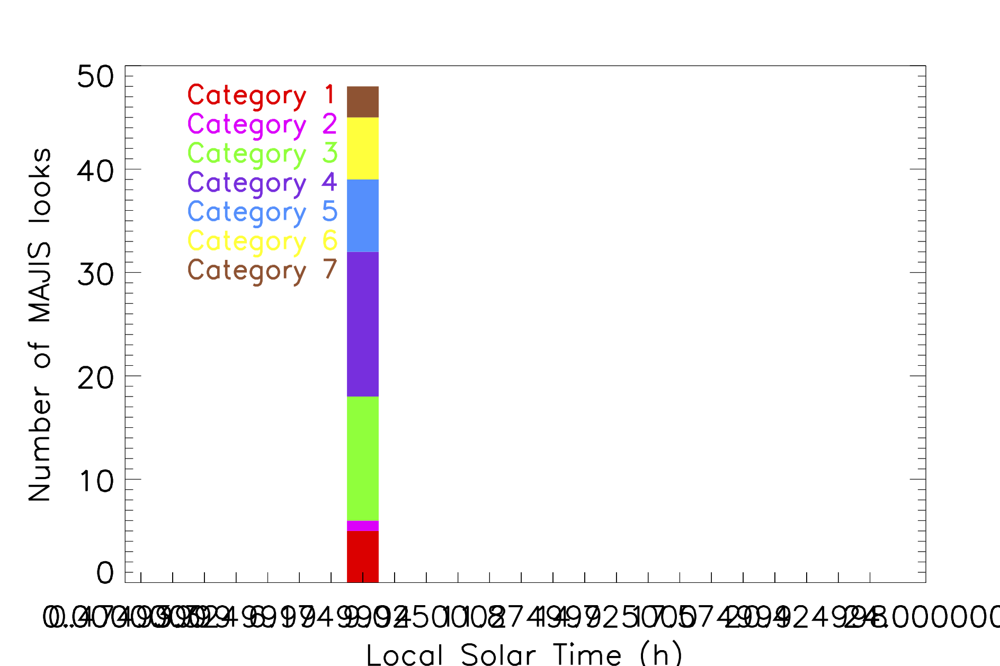 50
40
30
20
10
0
Number of MAJIS looks
Category 1
Category 2
Category 3
Category 4
Category 5
Category 6
Category 7
Local Solar Time (h)